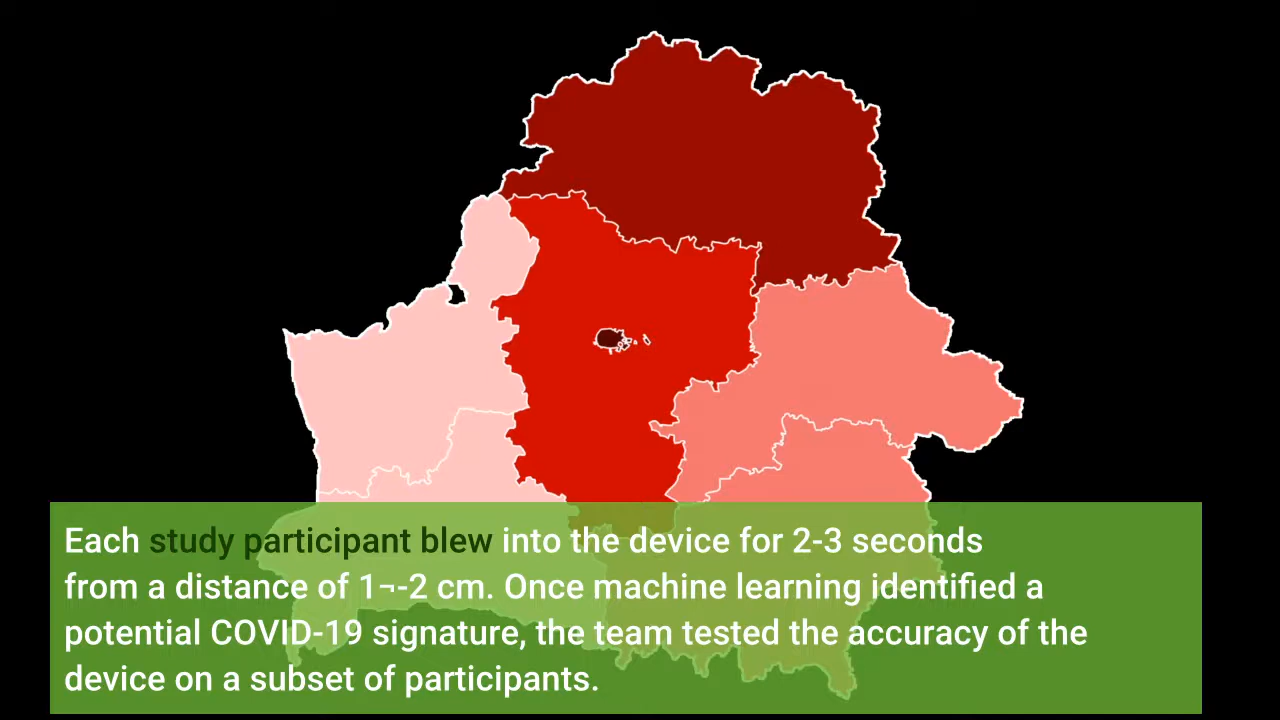 Each study participant blew into the device for 2-3 seconds
from a distance of 1¬-2 cm. Once machine learning identified a
potential COVID-19 signature, the team tested the accuracy of the
device on a subset of participants.